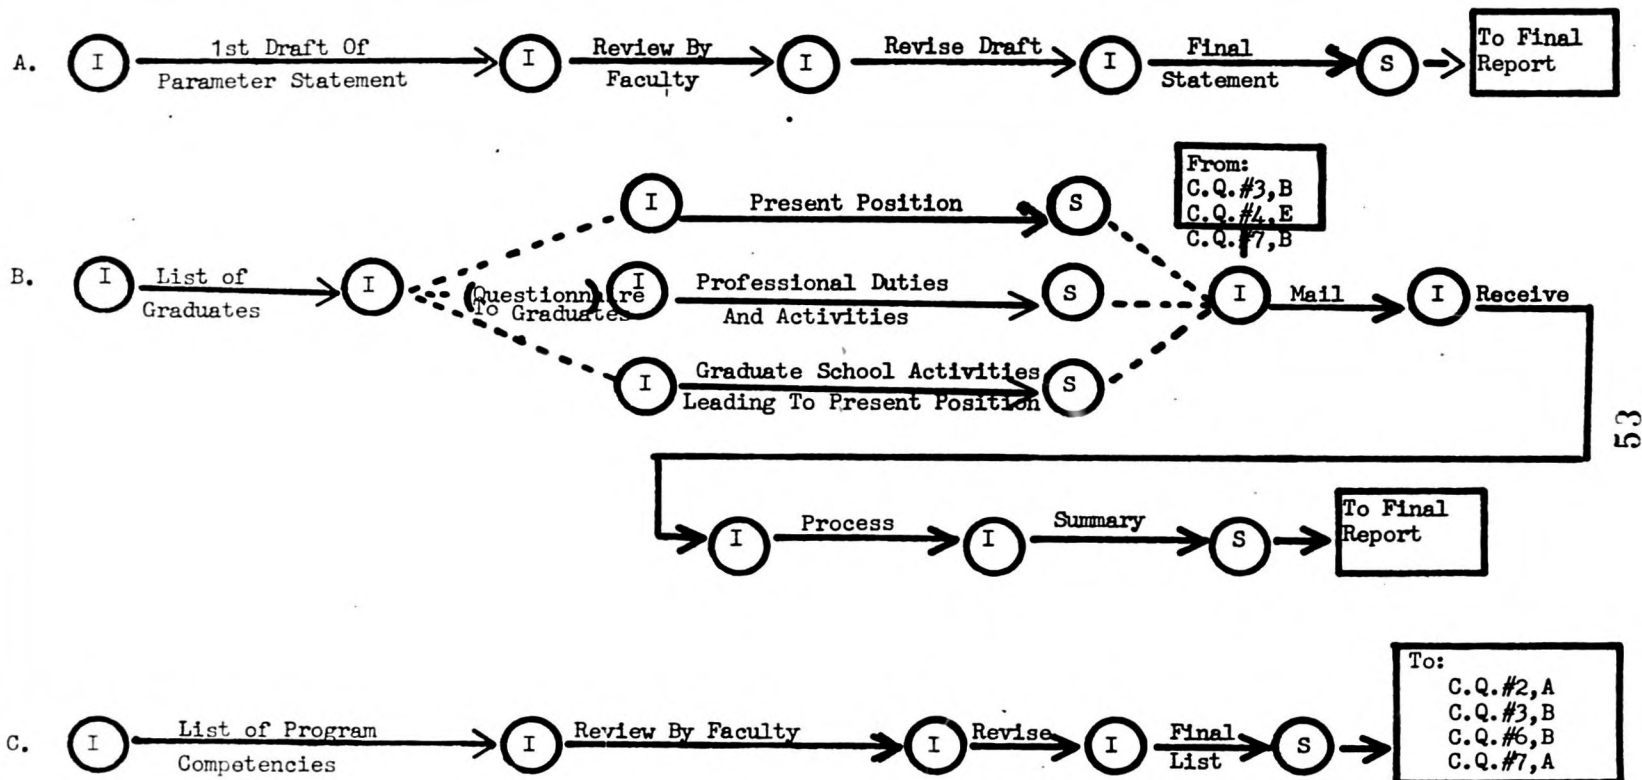 A.
I
1st Draft Of
Parameter Statement
I
Review By
Faculty
I
Revise Draft
I
Final
Statement
S
To Final
Report
B.
I
List of
Graduates
I
(Questionnaire)
To Graduates
I
Present Position
S
I
Professional Duties
And Activities
S
I
Graduate School Activities
Leading To Present Position
S
From:
C.Q.#3,B
C.Q.#4,E
C.Q.#7,B
I
Mail
I
Receive
I
Process
I
Summary
S
To Final
Report
53
C.
I
List of Program
Competencies
I
Review By Faculty
I
Revise
I
Final
List
S
To:
C.Q.#2,A
C.Q.#3,B
C.Q.#6,B
C.Q.#7,A